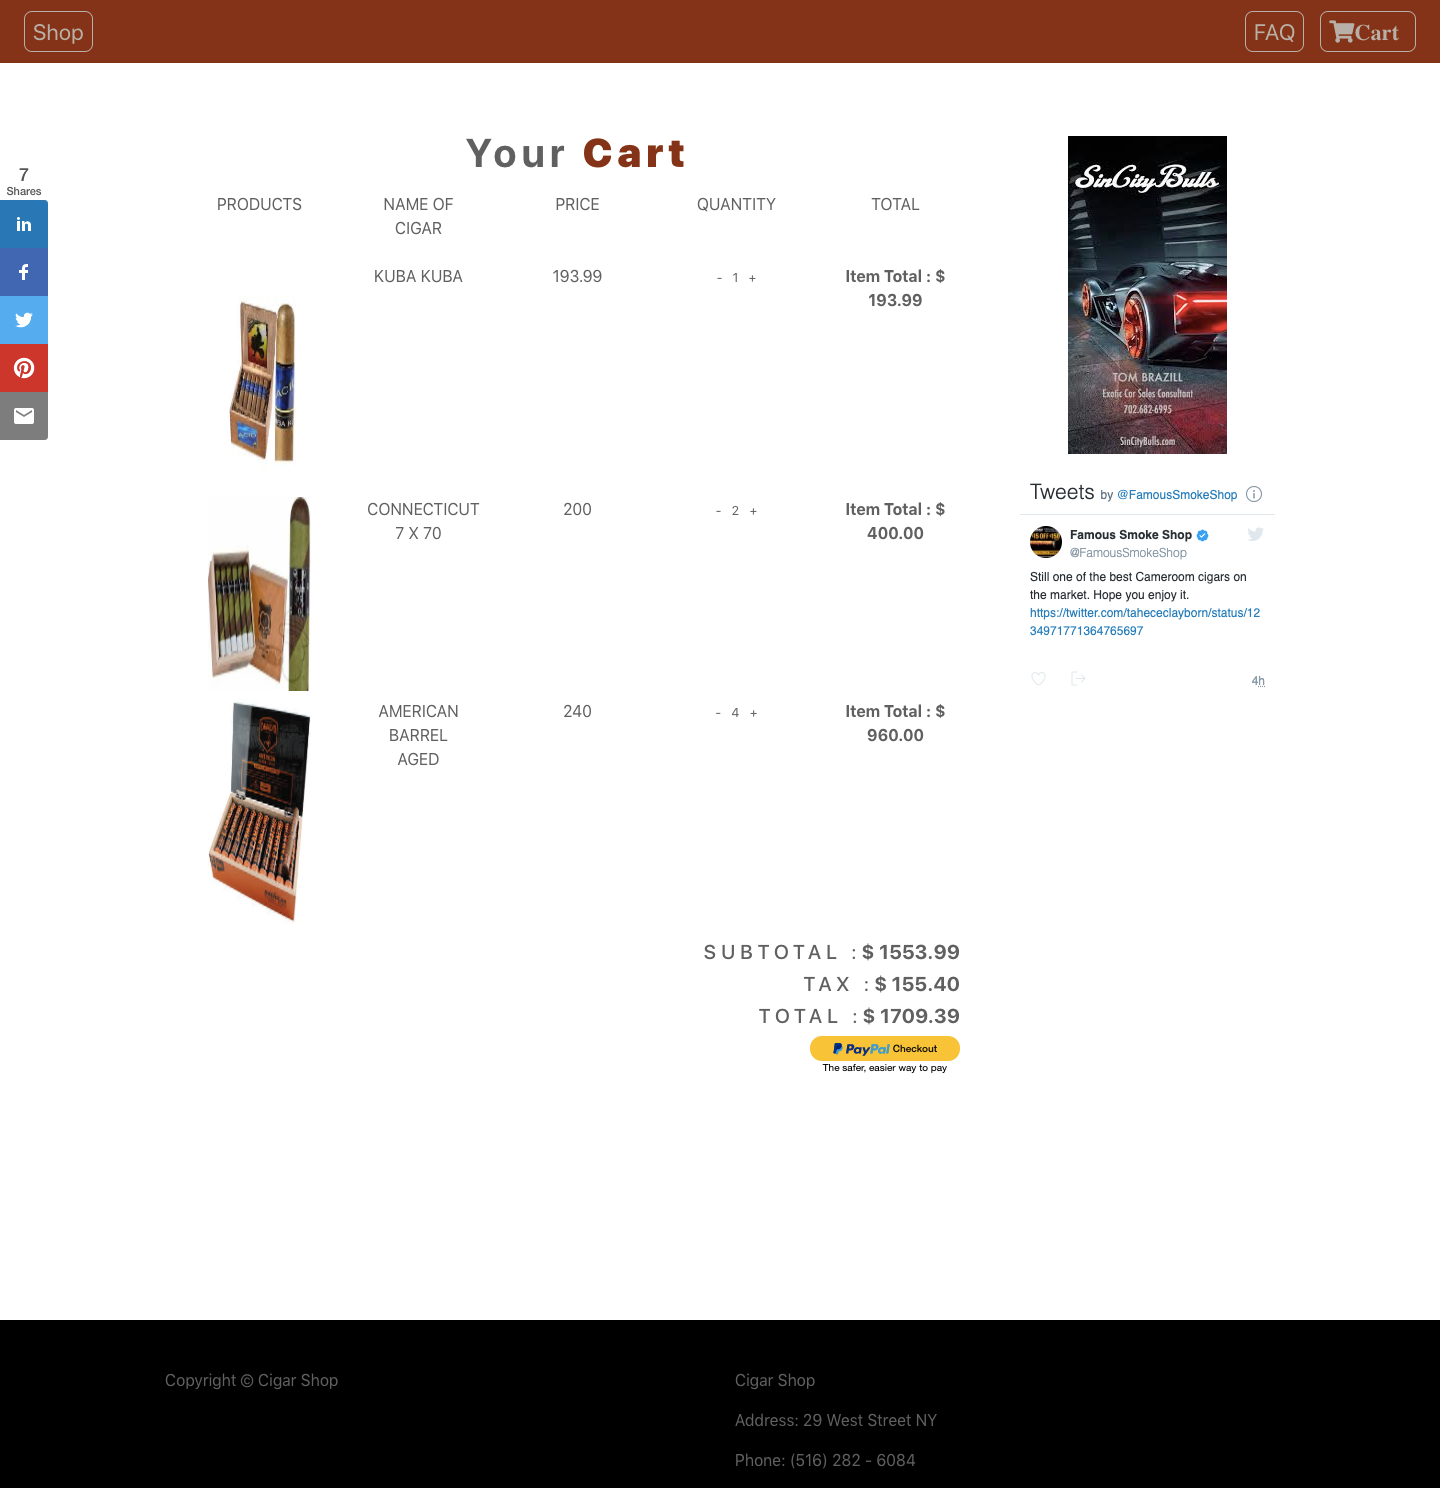 Shop
FAQ
Cart
Your Cart
7
Shares
PRODUCTS
NAME OF
CIGAR
PRICE
QUANTITY
TOTAL
KUBA KUBA
193.99
- 1 +
Item Total : $
193.99
CONNECTICUT
7 X 70
200
- 2 +
Item Total : $
400.00
AMERICAN
BARREL
AGED
240
- 4 +
Item Total : $
960.00
SUBTOTAL : $ 1553.99
TAX : $ 155.40
TOTAL : $ 1709.39
PayPal Checkout
The safer, easier way to pay
SinCityBulls
TOM BRAZILL
Exotic Car Sales Consultant
702.682-6995
SinCityBulls.com
Tweets by @FamousSmokeShop
Famous Smoke Shop
@FamousSmokeShop
Still one of the best Cameroom cigars on
the market. Hope you enjoy it.
https://twitter.com/tahececlayborn/status/12
34971771364765697
4h
Copyright © Cigar Shop
Cigar Shop
Address: 29 West Street NY
Phone: (516) 282 - 6084